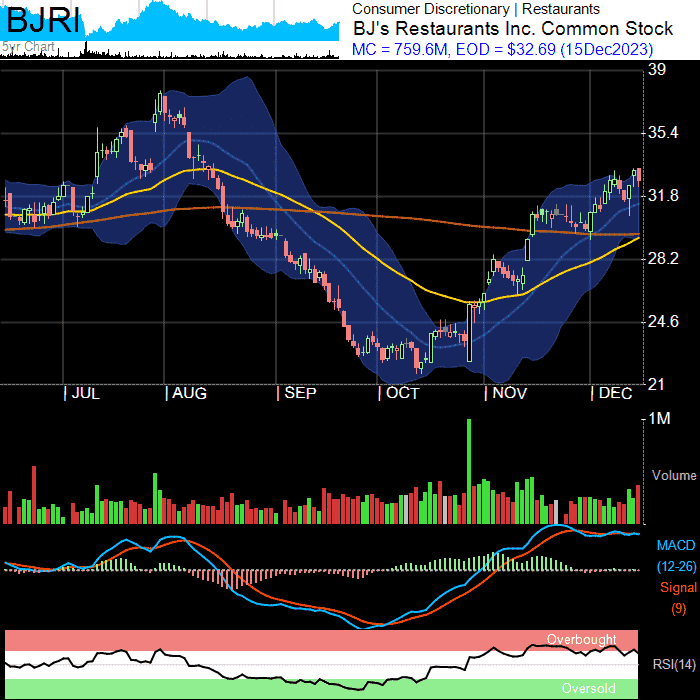 BJRI
5yr Chart
Consumer Discretionary | Restaurants
BJ's Restaurants Inc. Common Stock
MC = 759.6M, EOD = $32.69 (15Dec2023)
39
35.4
31.8
28.2
24.6
21
| JUL | AUG | SEP | OCT | NOV | DEC
1M
Volume
MACD
(12-26)
Signal
(9)
Overbought
RSI(14)
Oversold